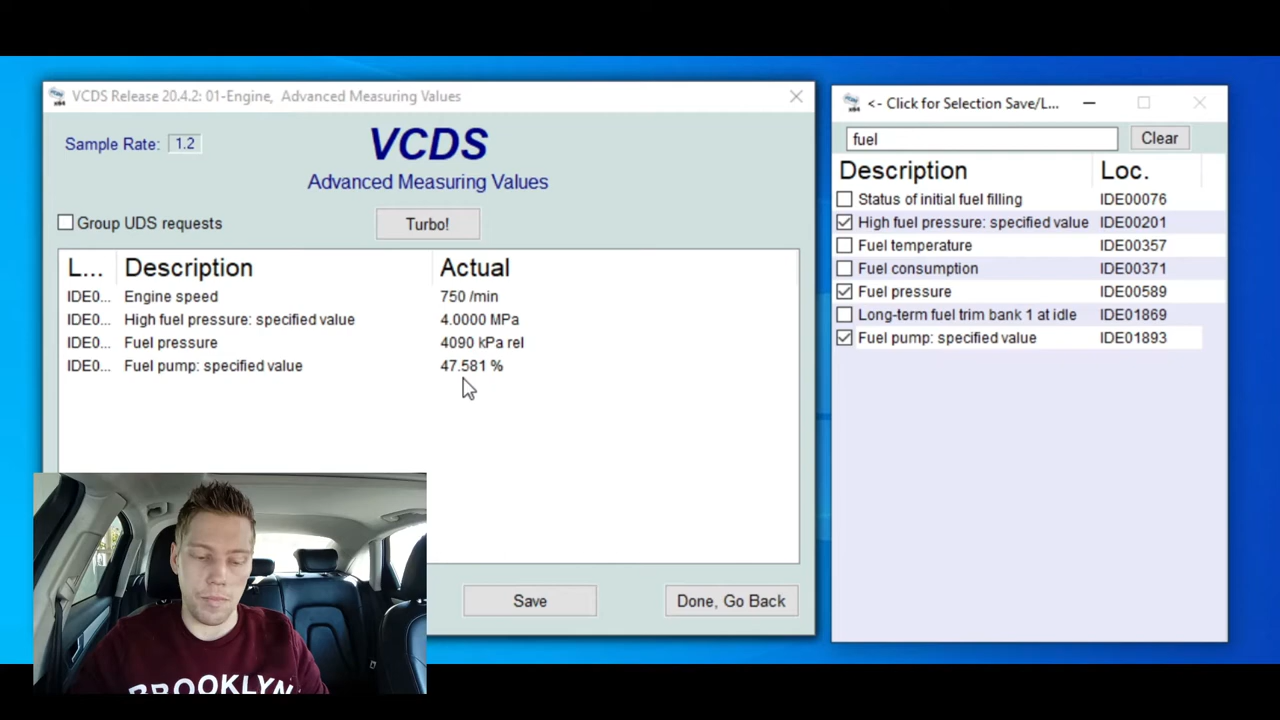 VCDS Release 20.4.2: 01-Engine, Advanced Measuring Values
Sample Rate: 1.2
VCDS
Advanced Measuring Values
Group UDS requests
Turbo!
L... Description Actual
IDE0... Engine speed 750 /min
IDE0... High fuel pressure: specified value 4.0000 MPa
IDE0... Fuel pressure 4090 kPa rel
IDE0... Fuel pump: specified value 47.581 %
Save
Done, Go Back
<- Click for Selection Save/L...
fuel
Clear
Description Loc.
Status of initial fuel filling IDE00076
High fuel pressure: specified value IDE00201
Fuel temperature IDE00357
Fuel consumption IDE00371
Fuel pressure IDE00589
Long-term fuel trim bank 1 at idle IDE01869
Fuel pump: specified value IDE01893
BROOKLYN